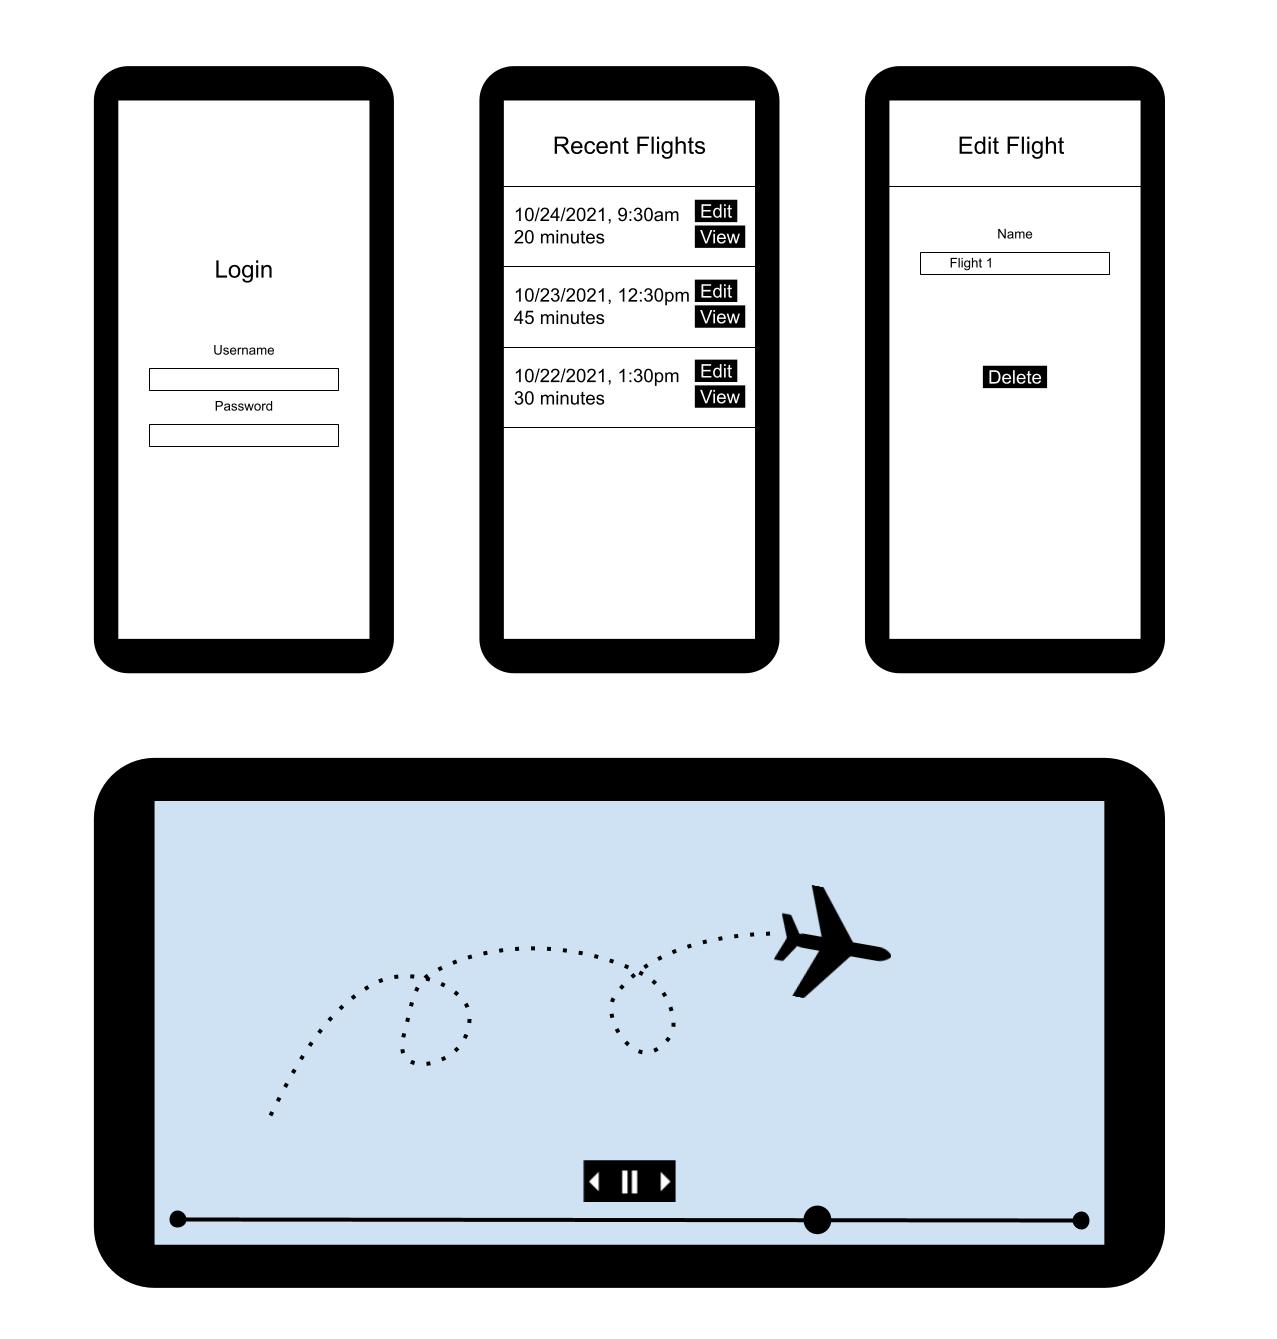 Login
Username
Password
Recent Flights
10/24/2021, 9:30am
20 minutes
Edit
View
10/23/2021, 12:30pm
45 minutes
Edit
View
10/22/2021, 1:30pm
30 minutes
Edit
View
Edit Flight
Name
Flight 1
Delete